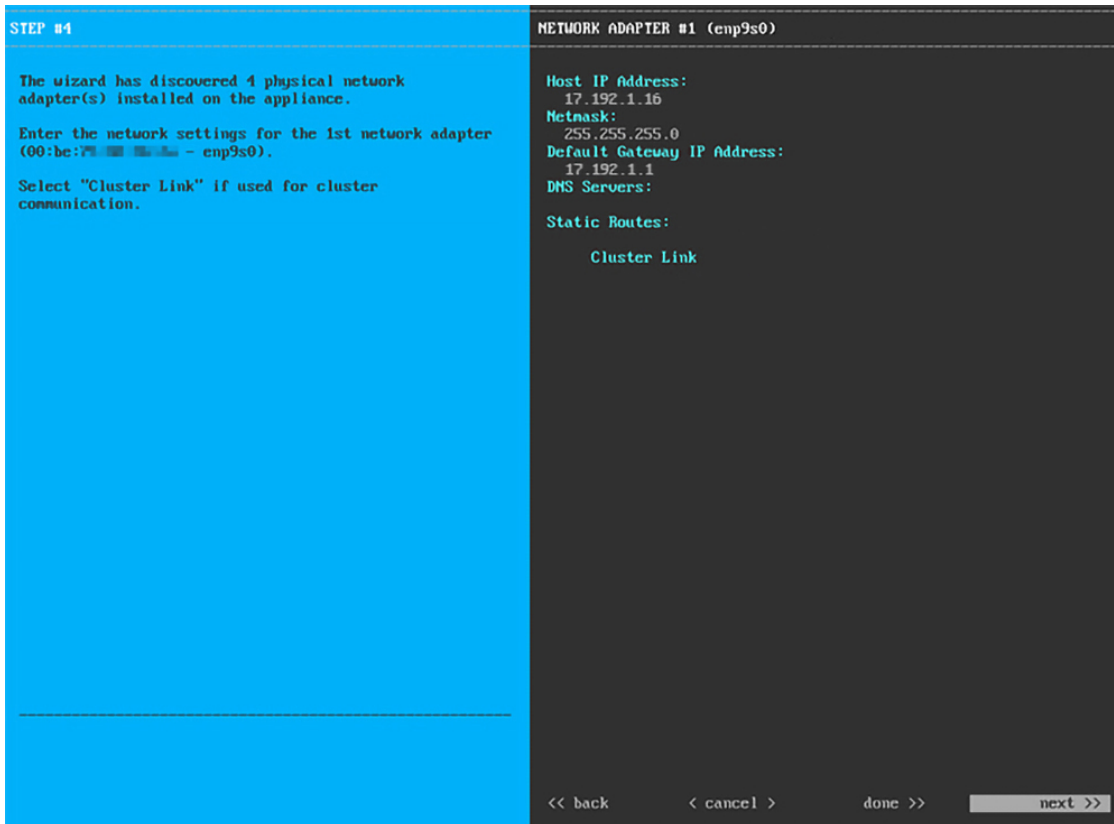 STEP #4
The wizard has discovered 4 physical network
adapter(s) installed on the appliance.
Enter the network settings for the 1st network adapter
(00:be: - enp9s0).
Select "Cluster Link" if used for cluster
communication.
NETWORK ADAPTER #1 (enp9s0)
Host IP Address:
17.192.1.16
Netmask:
255.255.255.0
Default Gateway IP Address:
17.192.1.1
DNS Servers:
Static Routes:
Cluster Link
<< back < cancel > done >> next >>